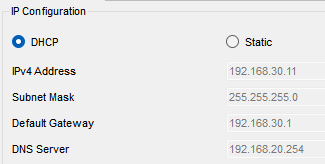 IP Configuration
DHCP Static
IPv4 Address 192.168.30.11
Subnet Mask 255.255.255.0
Default Gateway 192.168.30.1
DNS Server 192.168.20.254